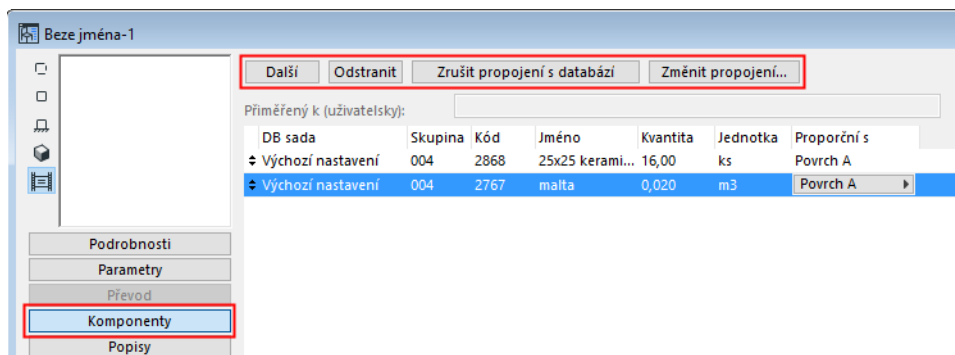 Beze jména-1
Další Odstranit Zrušit propojení s databází Změnit propojení...
Přiměřený k (uživatelsky):
DB sada Skupina Kód Jméno Kvantita Jednotka Proporční s
Výchozí nastavení 004 2868 25x25 kerami... 16,00 ks Povrch A
Výchozí nastavení 004 2767 malta 0,020 m3 Povrch A
Podrobnosti
Parametry
Převod
Komponenty
Popisy